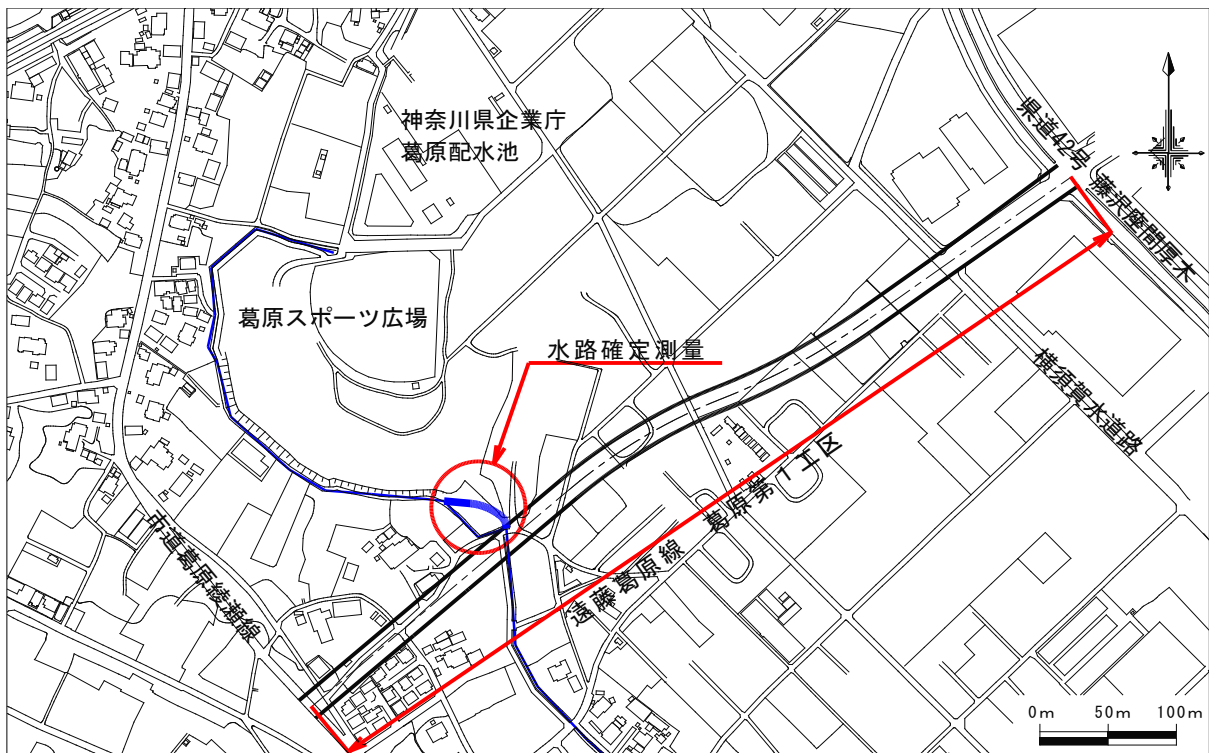 神奈川県企業庁
葛原配水池
県道42号 藤沢座間厚木
葛原スポーツ広場
水路確定測量
横須賀水道路
遠藤葛原線 葛原第1工区
市道葛原綾瀬線
0m 50m 100m